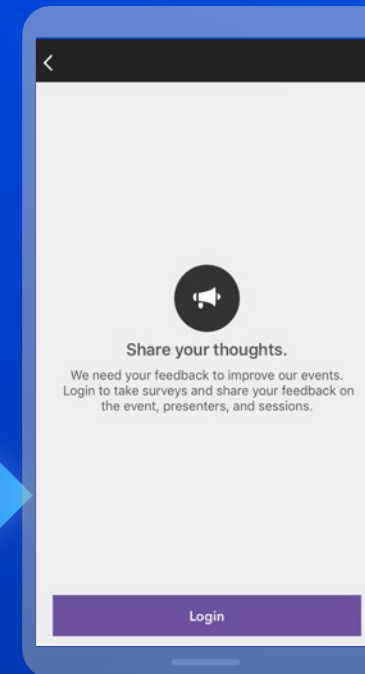 Share your thoughts.
We need your feedback to improve our events.
Login to take surveys and share your feedback on
the event, presenters, and sessions.
Login